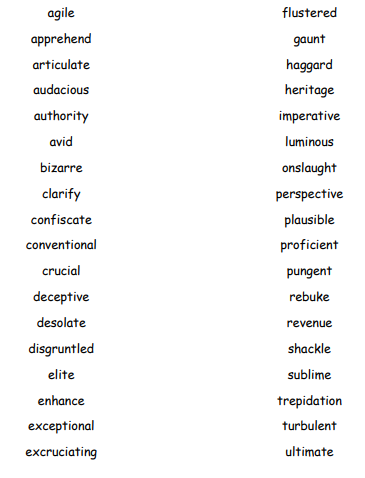 agile
apprehend
articulate
audacious
authority
avid
bizarre
clarify
confiscate
conventional
crucial
deceptive
desolate
disgruntled
elite
enhance
exceptional
excruciating
flustered
gaunt
haggard
heritage
imperative
luminous
onslaught
perspective
plausible
proficient
pungent
rebuke
revenue
shackle
sublime
trepidation
turbulent
ultimate